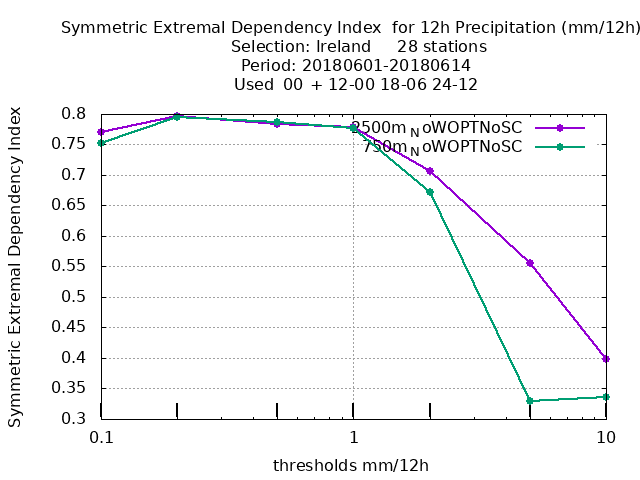 Symmetric Extremal Dependency Index  for 12h Precipitation (mm/12h)
Selection: Ireland     28 stations
Period: 20180601-20180614
Used  00  + 12-00 18-06 24-12
Symmetric Extremal Dependency Index
0.8
0.75
0.7
0.65
0.6
0.55
0.5
0.45
0.4
0.35
0.3
2500m_NoWOPTNoSC
750m_NoWOPTNoSC
0.1
1
10
thresholds mm/12h